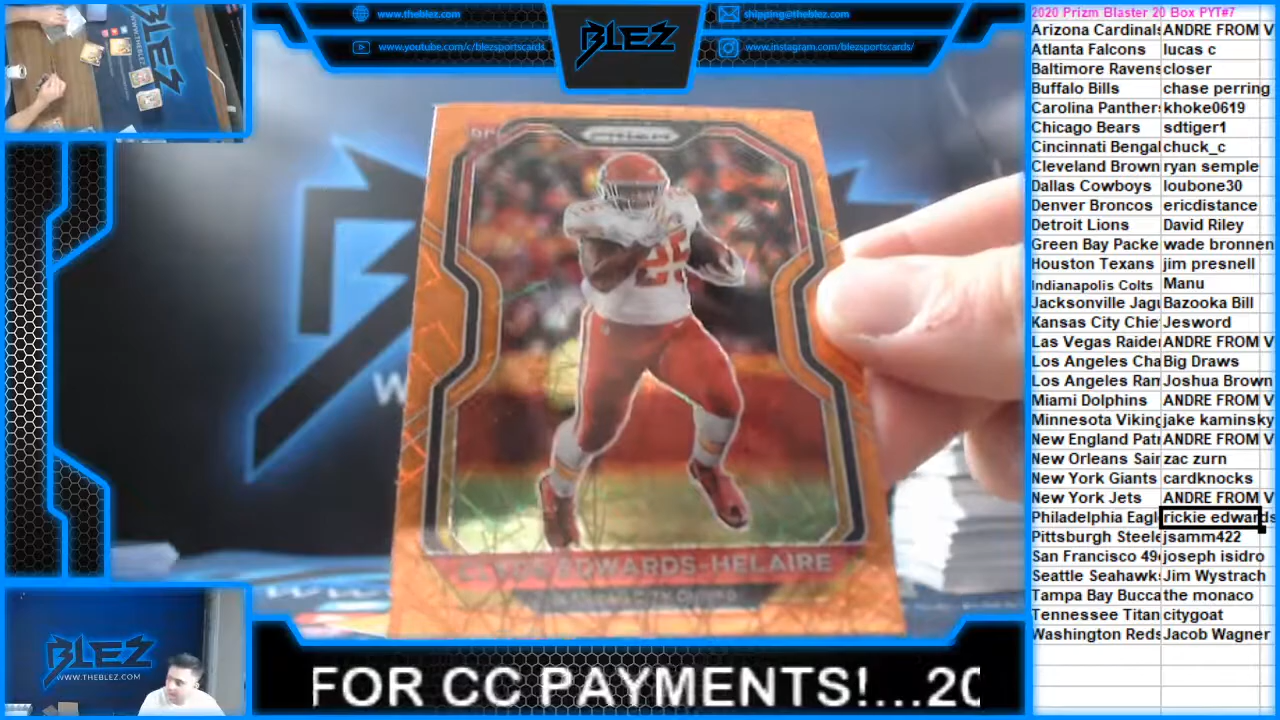 www.theblez.com
shipping@theblez.com
www.youtube.com/c/blezsportscards
www.instagram.com/blezsportscards/
BLEZ
2020 Prizm Blaster 20 Box PYT#7
Arizona Cardinals ANDRE FROM V
Atlanta Falcons lucas c
Baltimore Ravens closer
Buffalo Bills chase perring
Carolina Panther khoke0619
Chicago Bears sdtiger1
Cincinnati Bengal chuck_c
Cleveland Brown ryan semple
Dallas Cowboys loubone30
Denver Broncos ericdistance
Detroit Lions David Riley
Green Bay Packe wade bronnen
Houston Texans jim presnell
Indianapolis Colts Manu
Jacksonville Jagu Bazooka Bill
Kansas City Chie Jesword
Las Vegas Raider ANDRE FROM V
Los Angeles Cha Big Draws
Los Angeles Ram Joshua Brown
Miami Dolphins ANDRE FROM V
Minnesota Viking jake kaminsky
New England Patr ANDRE FROM V
New Orleans Sain zac zurn
New York Giants cardknocks
New York Jets ANDRE FROM V
Philadelphia Eagl rickie edwards
Pittsburgh Steele jsamm422
San Francisco 49 joseph isidro
Seattle Seahawk Jim Wystrach
Tampa Bay Bucca the monaco
Tennessee Titan citygoat
Washington Reds Jacob Wagner
PRIZM
25
CLYDE EDWARDS-HELAIRE
BLEZ
WWW.THEBLEZ.COM
FOR CC PAYMENTS!...20